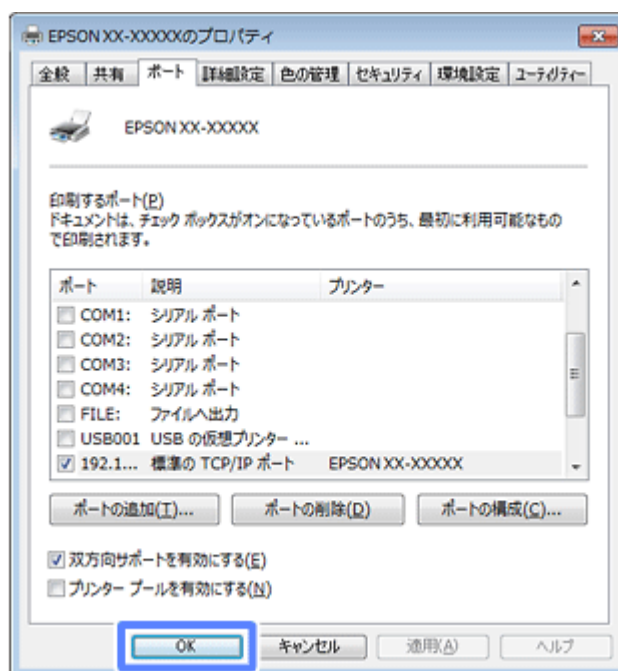 EPSON XX-XXXXXのプロパティ
全般 共有 ポート 詳細設定 色の管理 セキュリティ 環境設定 ユーティリティー
EPSON XX-XXXXX
印刷するポート(P)
ドキュメントは、チェック ボックスがオンになっているポートのうち、最初に利用可能なもの
で印刷されます。
ポート 説明 プリンター
COM1: シリアル ポート
COM2: シリアル ポート
COM3: シリアル ポート
COM4: シリアル ポート
FILE: ファイルへ出力
USB001 USB の仮想プリンター ...
192.1... 標準の TCP/IP ポート EPSON XX-XXXXX
ポートの追加(T)... ポートの削除(D) ポートの構成(C)...
双方向サポートを有効にする(E)
プリンター プールを有効にする(N)
OK キャンセル 適用(A) ヘルプ